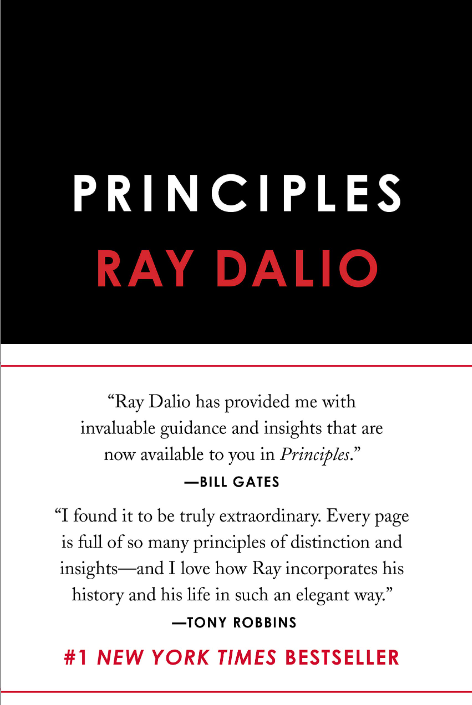 PRINCIPLES
RAY DALIO
“Ray Dalio has provided me with
invaluable guidance and insights that are
now available to you in Principles.”
—BILL GATES
“I found it to be truly extraordinary. Every page
is full of so many principles of distinction and
insights—and I love how Ray incorporates his
history and his life in such an elegant way.”
—TONY ROBBINS
#1 NEW YORK TIMES BESTSELLER